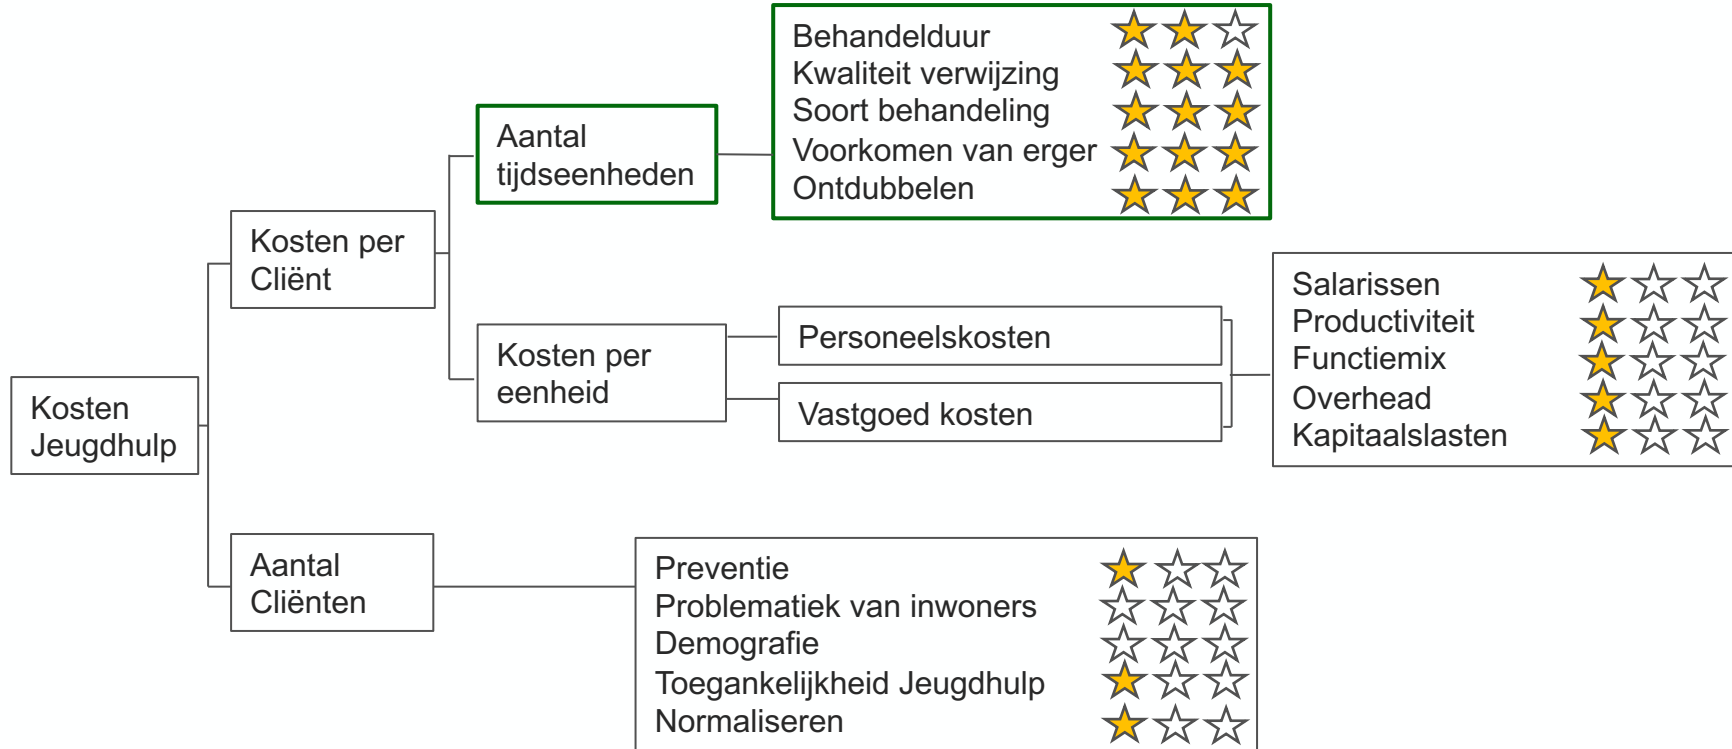 Behandelduur
Kwaliteit verwijzing
Soort behandeling
Voorkomen van erger
Ontdubbelen
Aantal
tijdseenheden
Kosten per
Cliënt
Salarissen
Productiviteit
Functiemix
Overhead
Kapitaalslasten
Personeelskosten
Kosten per
eenheid
Vastgoed kosten
Kosten
Jeugdhulp
Aantal
Cliënten
Preventie
Problematiek van inwoners
Demografie
Toegankelijkheid Jeugdhulp
Normaliseren